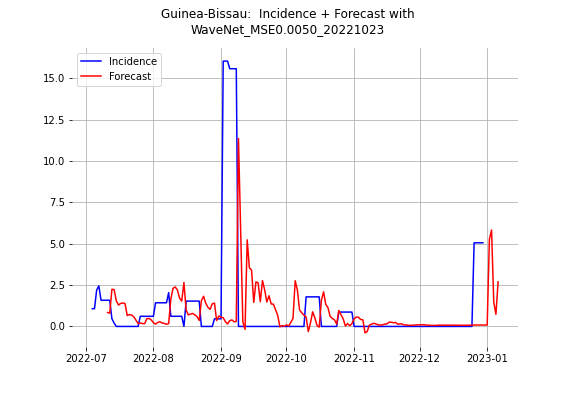 Guinea-Bissau:  Incidence + Forecast with
WaveNet_MSE0.0050_20221023
Incidence
Forecast
15.0
12.5
10.0
7.5
5.0
2.5
0.0
2022-07 2022-08 2022-09 2022-10 2022-11 2022-12 2023-01